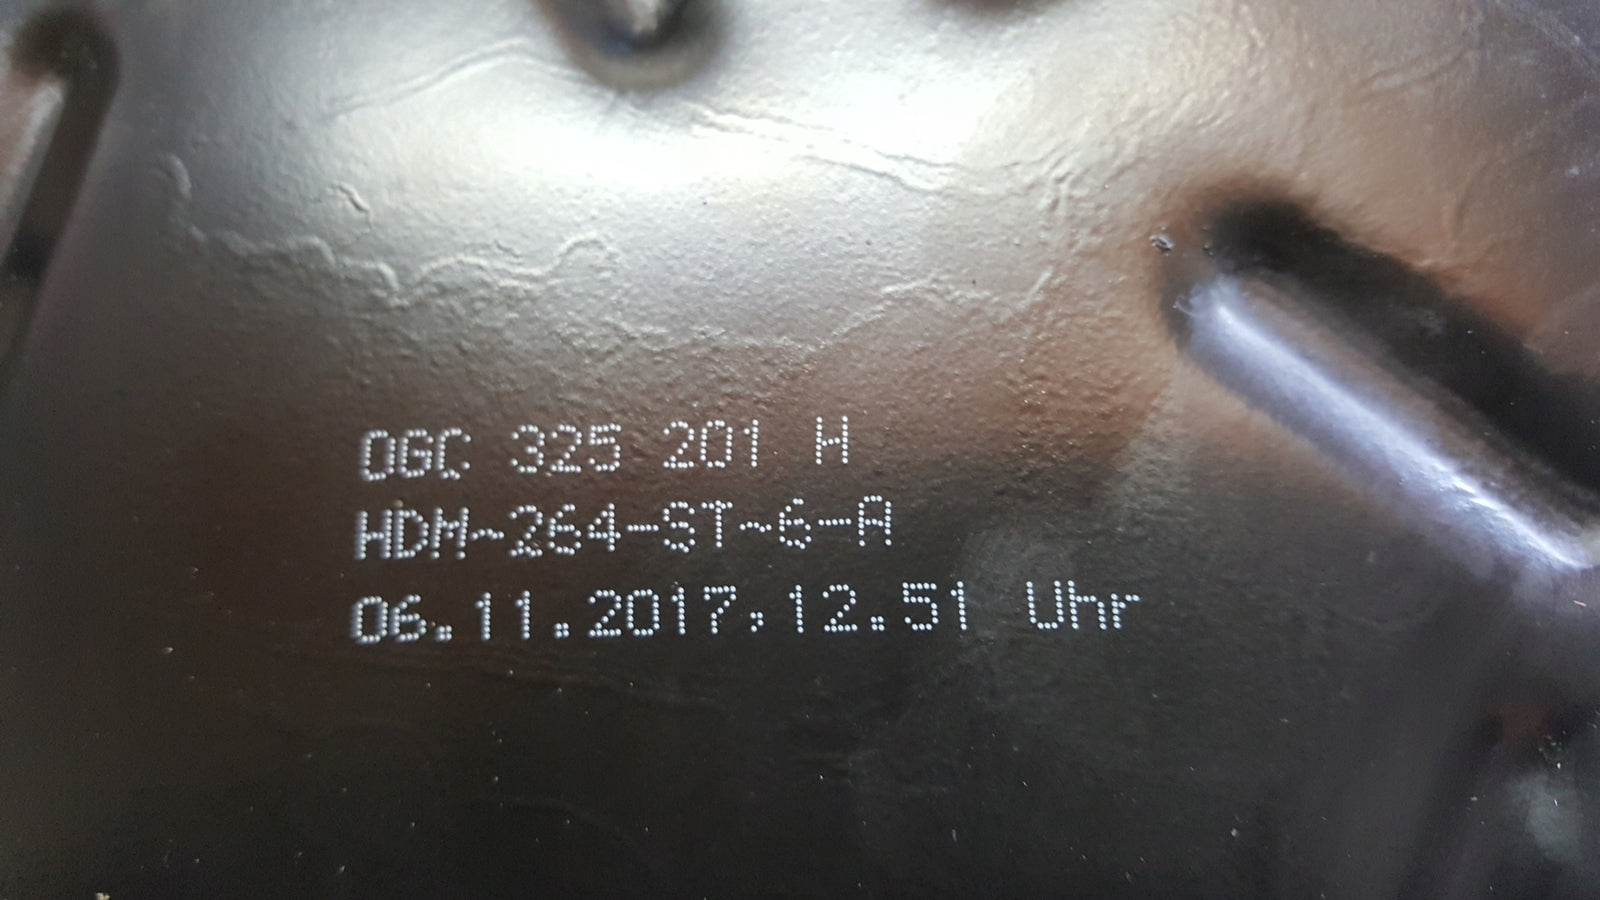 0GC 325 201 H
HDM-264-ST-6-A
06.11.2017,12.51 Uhr